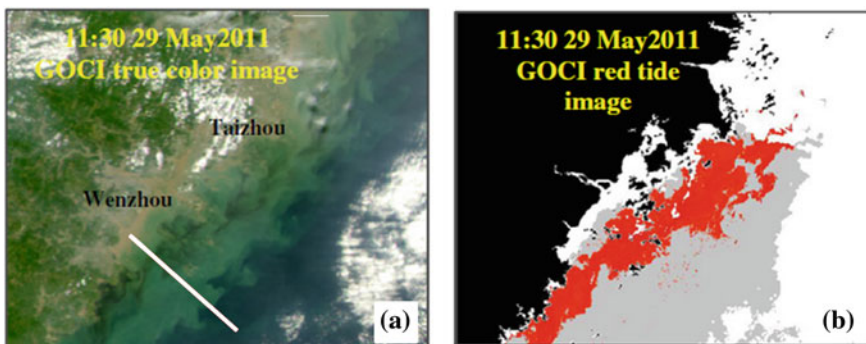 11:30 29 May2011
GOCI true color image
Taizhou
Wenzhou
(a)
11:30 29 May2011
GOCI red tide
image
(b)